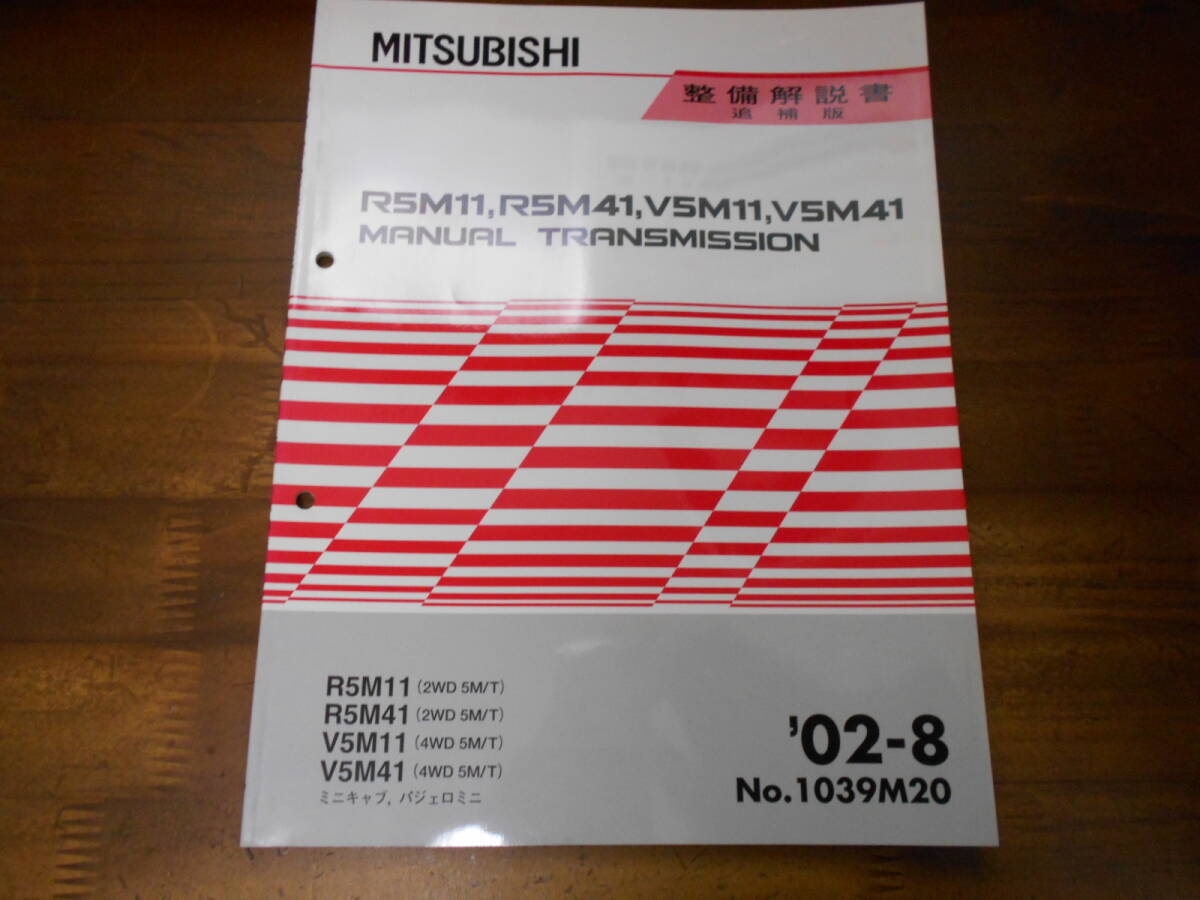 MITSUBISHI
整備解説書
追補版
R5M11,R5M41,V5M11,V5M41
MANUAL TRANSMISSION
R5M11 (2WD 5M/T)
R5M41 (2WD 5M/T)
V5M11 (4WD 5M/T)
V5M41 (4WD 5M/T)
ミニキャブ, パジェロミニ
'02-8
No.1039M20